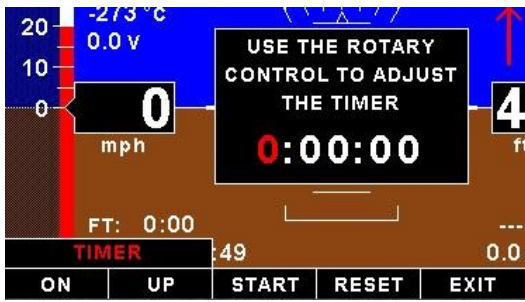 20
-273 °C
0.0 V
10
USE THE ROTARY
CONTROL TO ADJUST
THE TIMER
0:00:00
0
0
4
mph
ft
FT: 0:00
---
TIMER
:49
0.0
ON UP START RESET EXIT